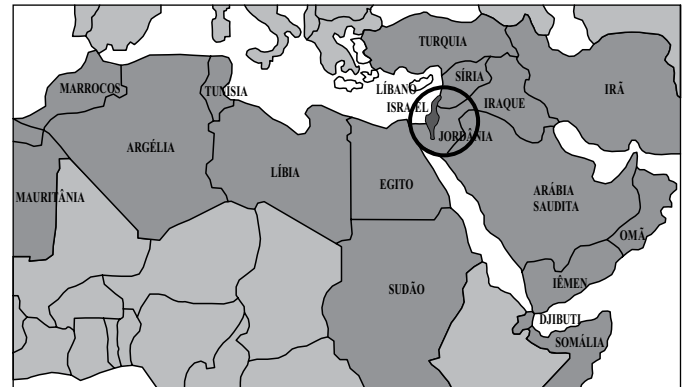 TURQUIA
SÍRIA
MARROCOS
TUNÍSIA
LÍBANO
IRÃ
ISRAEL
IRAQUE
JORDÂNIA
ARGÉLIA
LÍBIA
EGITO
ARÁBIA
SAUDITA
MAURITÂNIA
OMÃ
SUDÃO
IÊMEN
DJIBUTI
SOMÁLIA